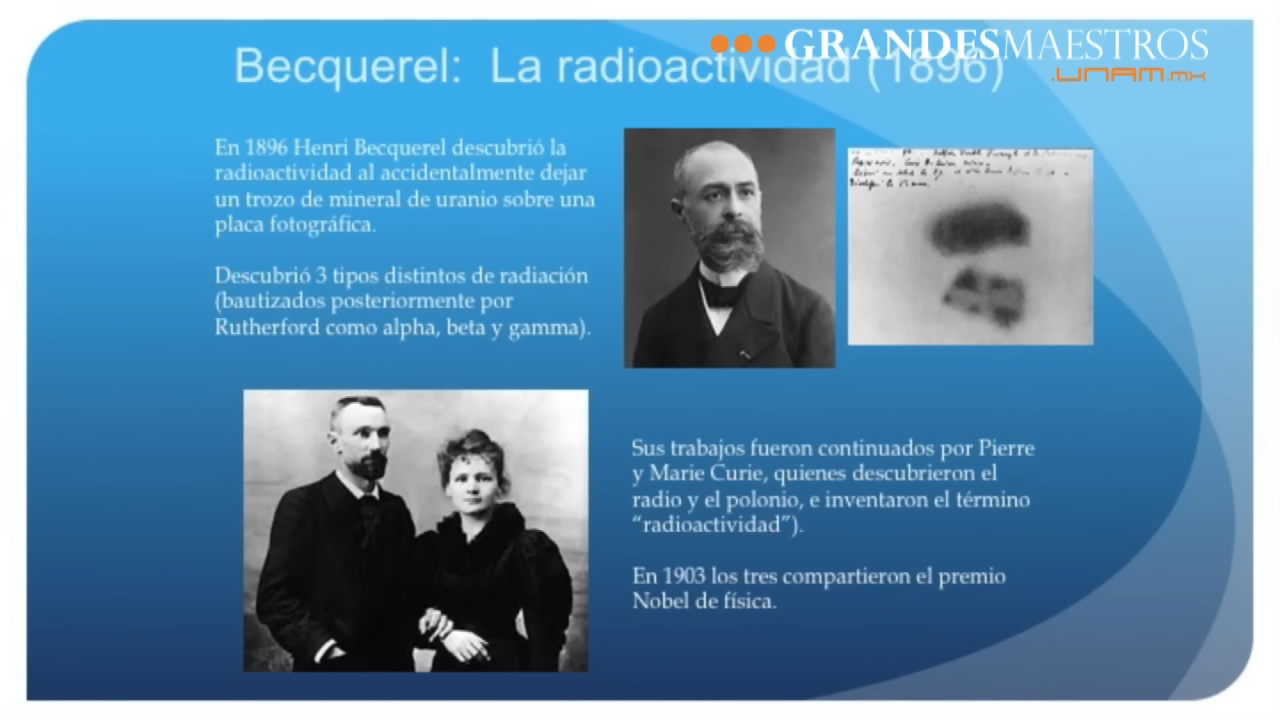 Becquerel: La radioactividad (1896)
GRANDESMAESTROS
.UNAM.MX
En 1896 Henri Becquerel descubrió la
radioactividad al accidentalmente dejar
un trozo de mineral de uranio sobre una
placa fotográfica.
Descubrió 3 tipos distintos de radiación
(bautizados posteriormente por
Rutherford como alpha, beta y gamma).
Sus trabajos fueron continuados por Pierre
y Marie Curie, quienes descubrieron el
radio y el polonio, e inventaron el término
“radioactividad”).
En 1903 los tres compartieron el premio
Nobel de física.